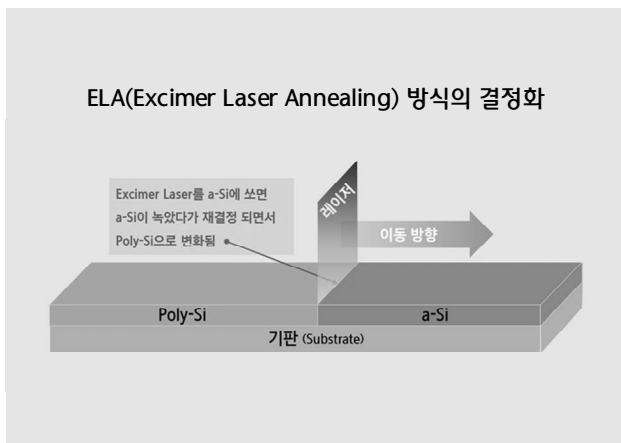 ELA(Excimer Laser Annealing) 방식의 결정화
Excimer Laser를 a-Si에 쏘면
a-Si이 녹았다가 재결정 되면서
Poly-Si으로 변화됨
레이저
이동 방향
Poly-Si
a-Si
기판 (Substrate)